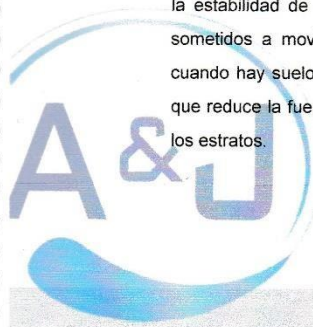 la estabilidad de
sometidos a mov
cuando hay suelo
que reduce la fue
los estratos.
A & J